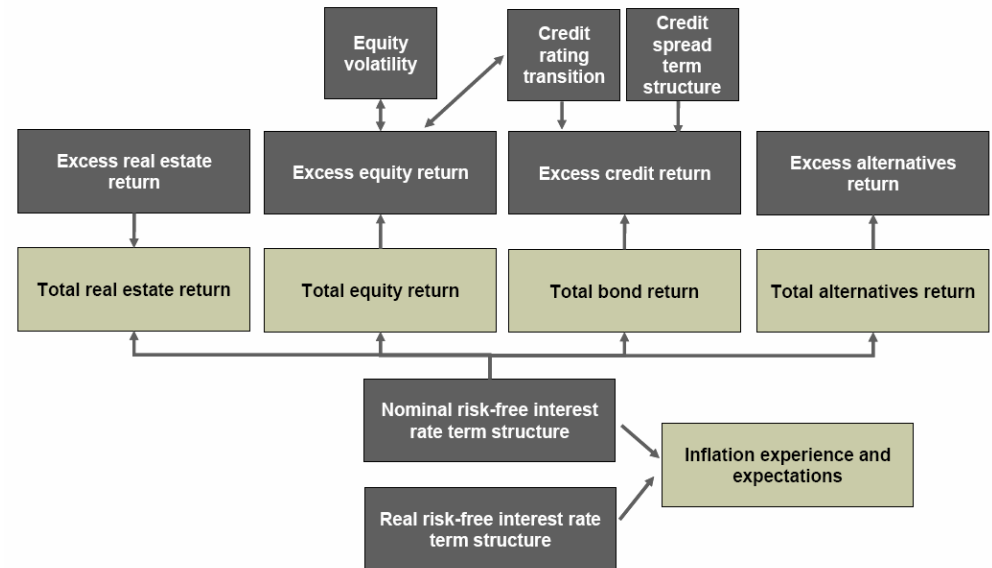 Equity
volatility
Credit
rating
transition
Credit
spread
term
structure
Excess real estate
return
Excess equity return
Excess credit return
Excess alternatives
return
Total real estate return
Total equity return
Total bond return
Total alternatives return
Nominal risk-free interest
rate term structure
Inflation experience and
expectations
Real risk-free interest rate
term structure